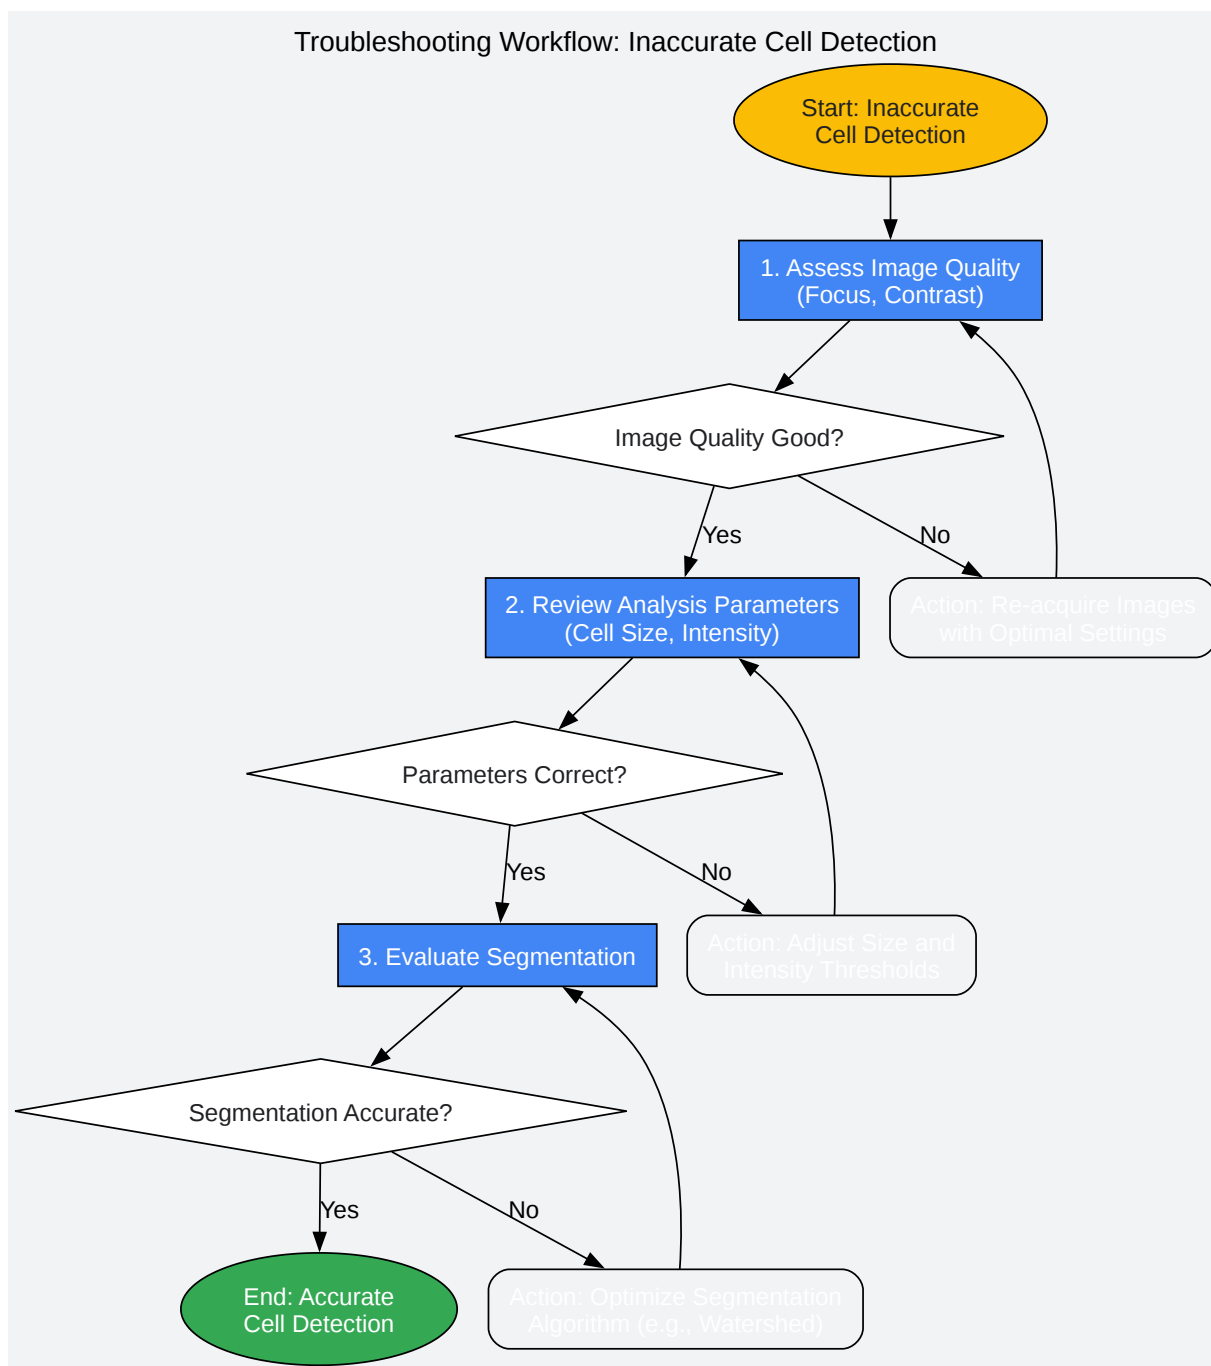 Troubleshooting Workflow: Inaccurate Cell Detection
Start: Inaccurate
Cell Detection
1. Assess Image Quality
(Focus, Contrast)
Image Quality Good?
Yes
No
2. Review Analysis Parameters
(Cell Size, Intensity)
Action: Re-acquire Images
with Optimal Settings
Parameters Correct?
Yes
No
3. Evaluate Segmentation
Action: Adjust Size and
Intensity Thresholds
Segmentation Accurate?
Yes
No
End: Accurate
Cell Detection
Action: Optimize Segmentation
Algorithm (e.g., Watershed)